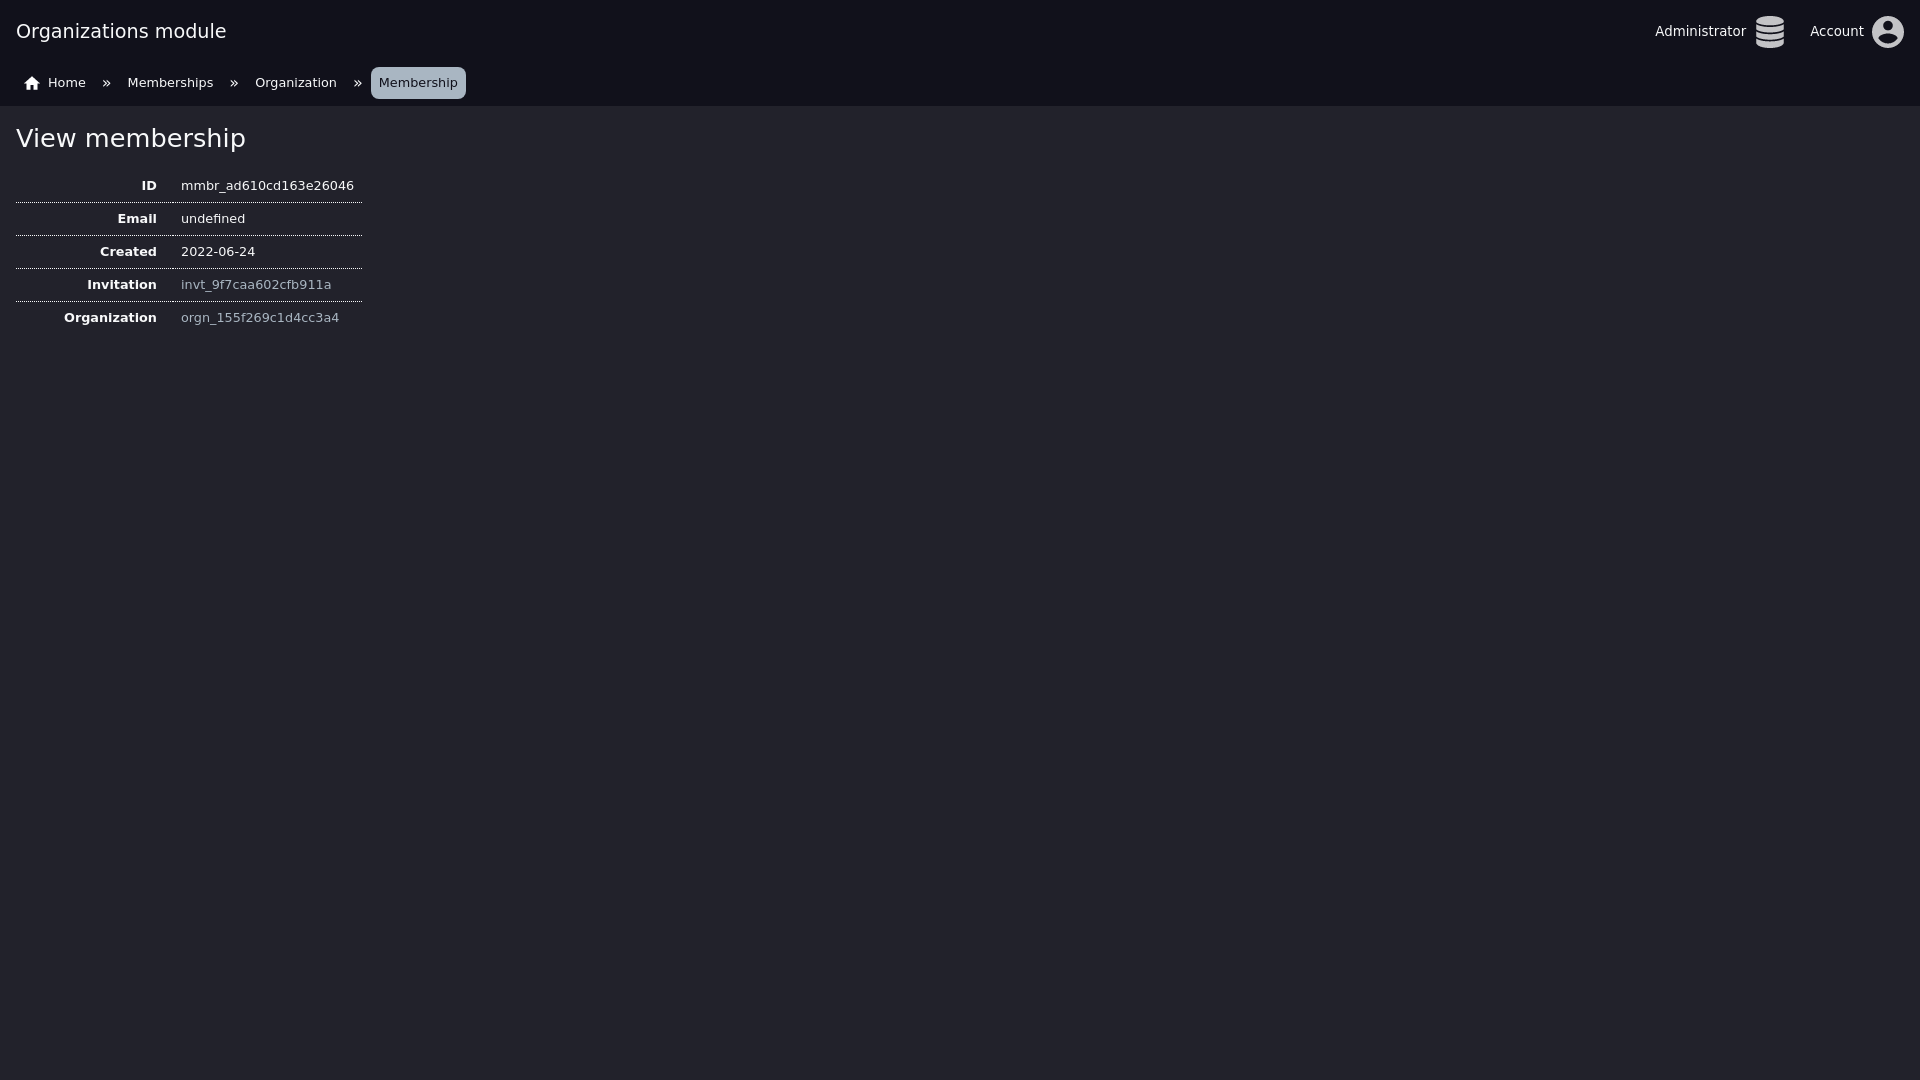 Organizations module
Administrator
Account
Home » Memberships » Organization » Membership
View membership
ID mmbr_ad610cd163e26046
Email undefined
Created 2022-06-24
Invitation invt_9f7caa602cfb911a
Organization orgn_155f269c1d4cc3a4